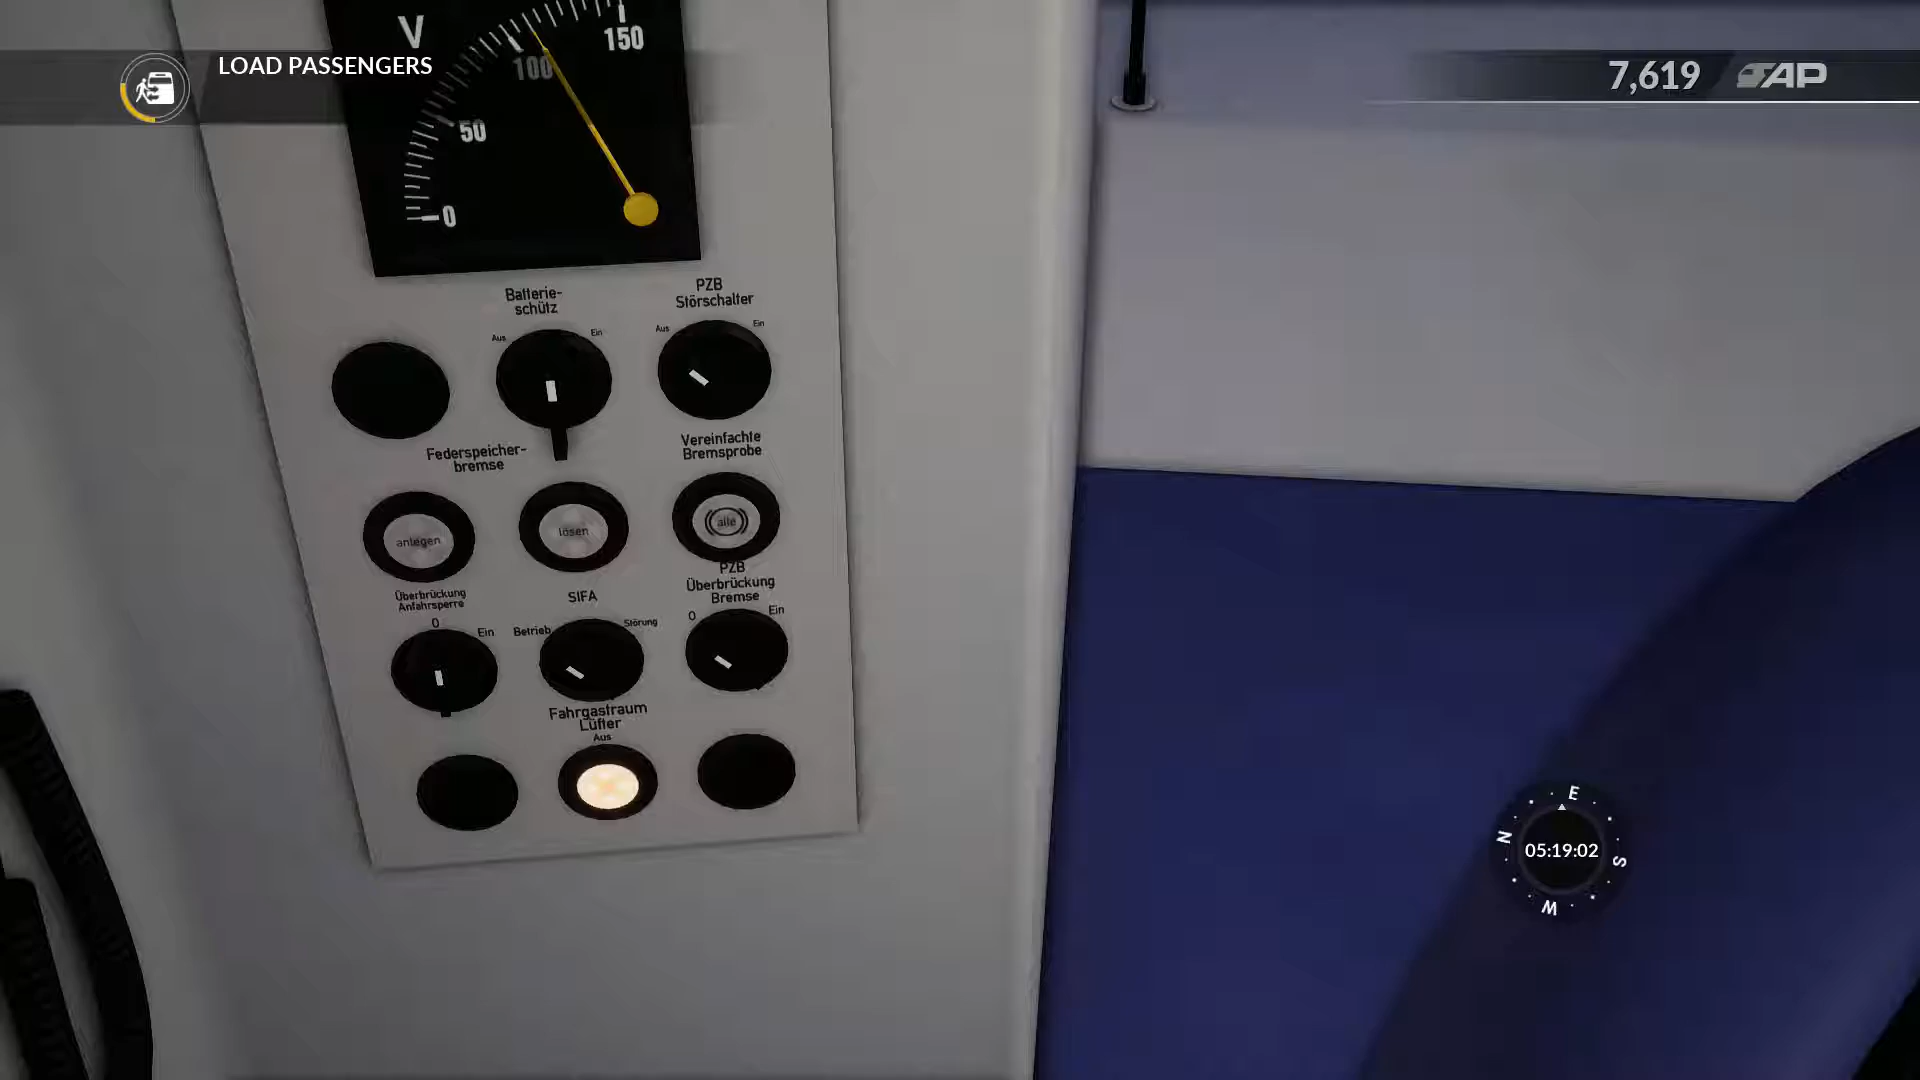 LOAD PASSENGERS
7,619 AP
V
150
100
50
0
Batterie-
schütz
Aus Ein
PZB
Störschalter
Aus Ein
Federspeicher-
bremse
anlegen
lösen
Vereinfachte
Bremsprobe
alle
Überbrückung
Anfahrsperre
0 Ein
SIFA
Betrieb Störung
PZB
Überbrückung
Bremse
0 Ein
Fahrgastraum
Lüfter
Aus
E
N
05:19:02
S
W